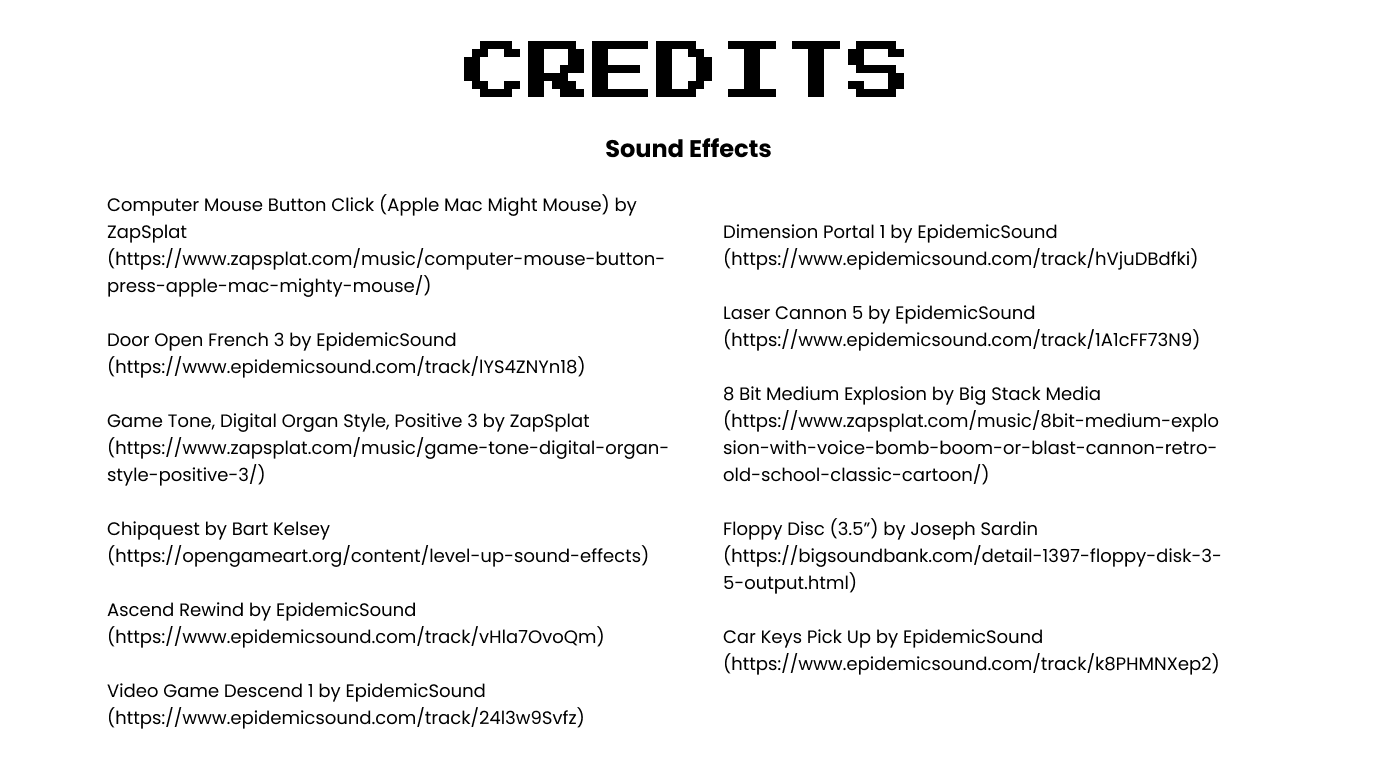 CREDITS
Sound Effects
Computer Mouse Button Click (Apple Mac Might Mouse) by
ZapSplat
(https://www.zapsplat.com/music/computer-mouse-button-
press-apple-mac-mighty-mouse/)
Door Open French 3 by EpidemicSound
(https://www.epidemicsound.com/track/lYS4ZNYn18)
Game Tone, Digital Organ Style, Positive 3 by ZapSplat
(https://www.zapsplat.com/music/game-tone-digital-organ-
style-positive-3/)
Chipquest by Bart Kelsey
(https://opengameart.org/content/level-up-sound-effects)
Ascend Rewind by EpidemicSound
(https://www.epidemicsound.com/track/vHla7OvoQm)
Video Game Descend 1 by EpidemicSound
(https://www.epidemicsound.com/track/24l3w9Svfz)
Dimension Portal 1 by EpidemicSound
(https://www.epidemicsound.com/track/hVjuDBdfki)
Laser Cannon 5 by EpidemicSound
(https://www.epidemicsound.com/track/1A1cFF73N9)
8 Bit Medium Explosion by Big Stack Media
(https://www.zapsplat.com/music/8bit-medium-explo
sion-with-voice-bomb-boom-or-blast-cannon-retro-
old-school-classic-cartoon/)
Floppy Disc (3.5”) by Joseph Sardin
(https://bigsoundbank.com/detail-1397-floppy-disk-3-
5-output.html)
Car Keys Pick Up by EpidemicSound
(https://www.epidemicsound.com/track/k8PHMNXep2)